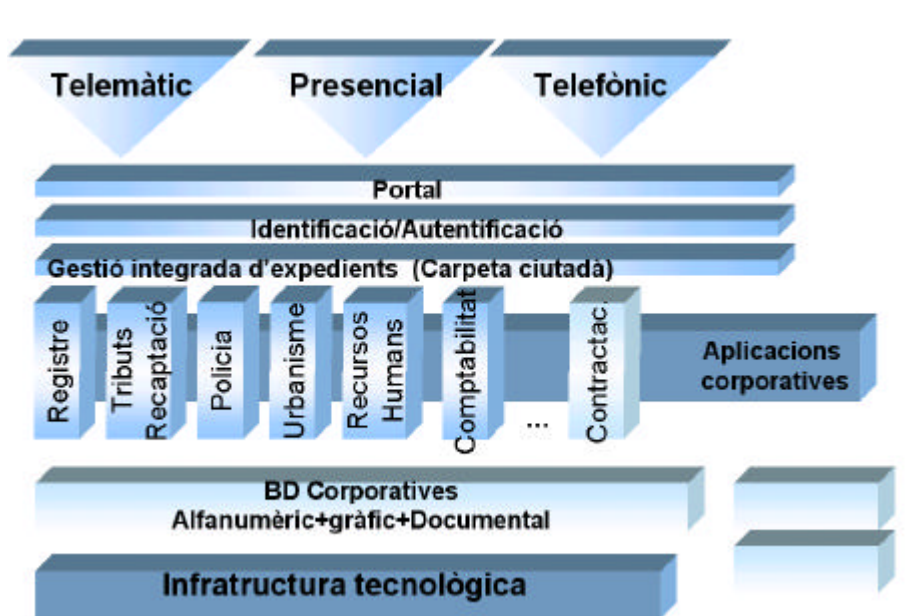 Telemàtic
Presencial
Telefònic
Portal
Identificació/Autentificació
Gestió integrada d'expedients (Carpeta ciutadà)
Registre
Tributs
Recaptació
Policia
Urbanisme
Recursos
Humans
Comptabilitat
...
Contractac.
Aplicacions
corporatives
BD Corporatives
Alfanumèric+gràfic+Documental
Infratructura tecnològica